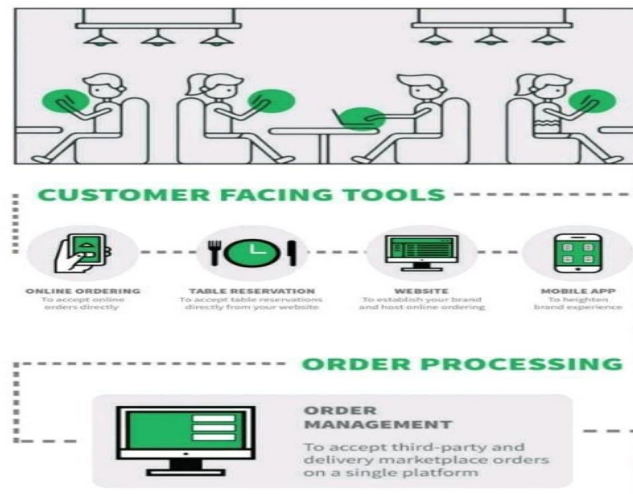 CUSTOMER FACING TOOLS
ONLINE ORDERING
To accept online
orders directly
TABLE RESERVATION
To accept table reservations
directly from your website
WEBSITE
To establish your brand
and host online ordering
MOBILE APP
To heighten
brand experience
ORDER PROCESSING
ORDER
MANAGEMENT
To accept third-party and
delivery marketplace orders
on a single platform